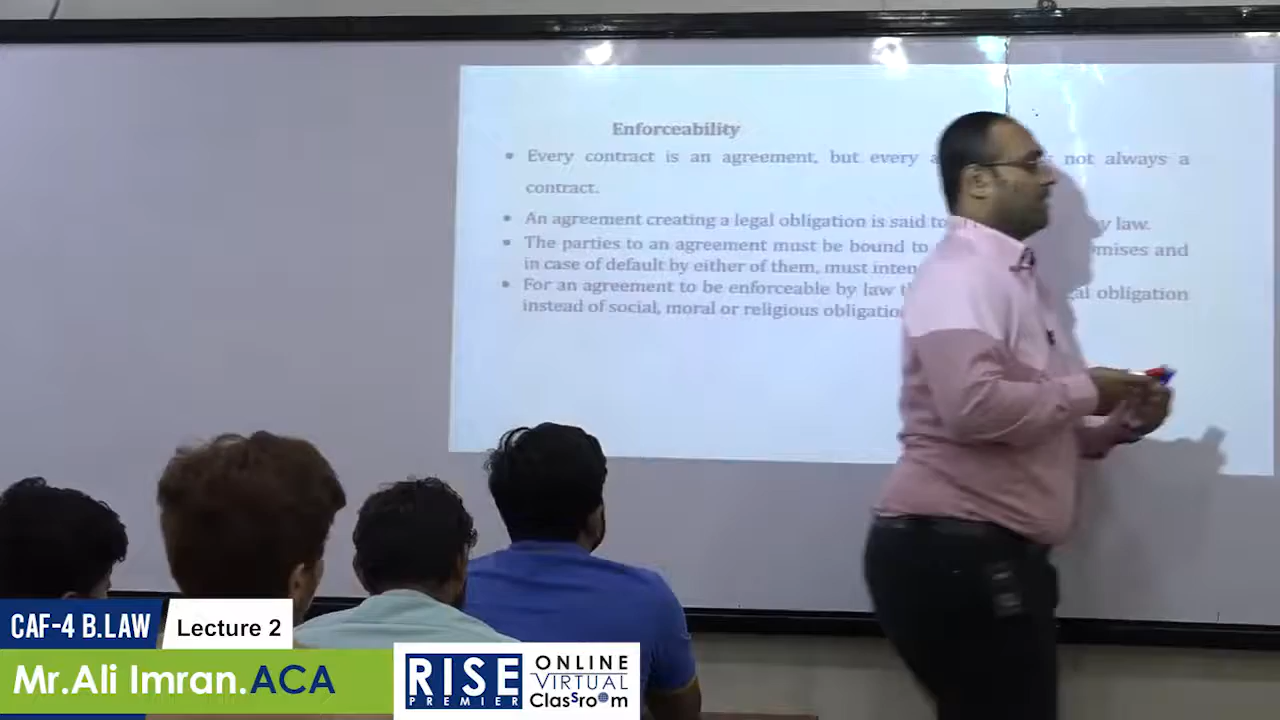 Enforceability
• Every contract is an agreement, but every a not always a
contract.
• An agreement creating a legal obligation is said to y law.
• The parties to an agreement must be bound to mises and
in case of default by either of them, must inten
• For an agreement to be enforceable by law gal obligation
instead of social, moral or religious obligatio
CAF-4 B.LAW Lecture 2
Mr.Ali Imran.ACA
RISE
PREMIER
ONLINE
VIRTUAL
Classroom